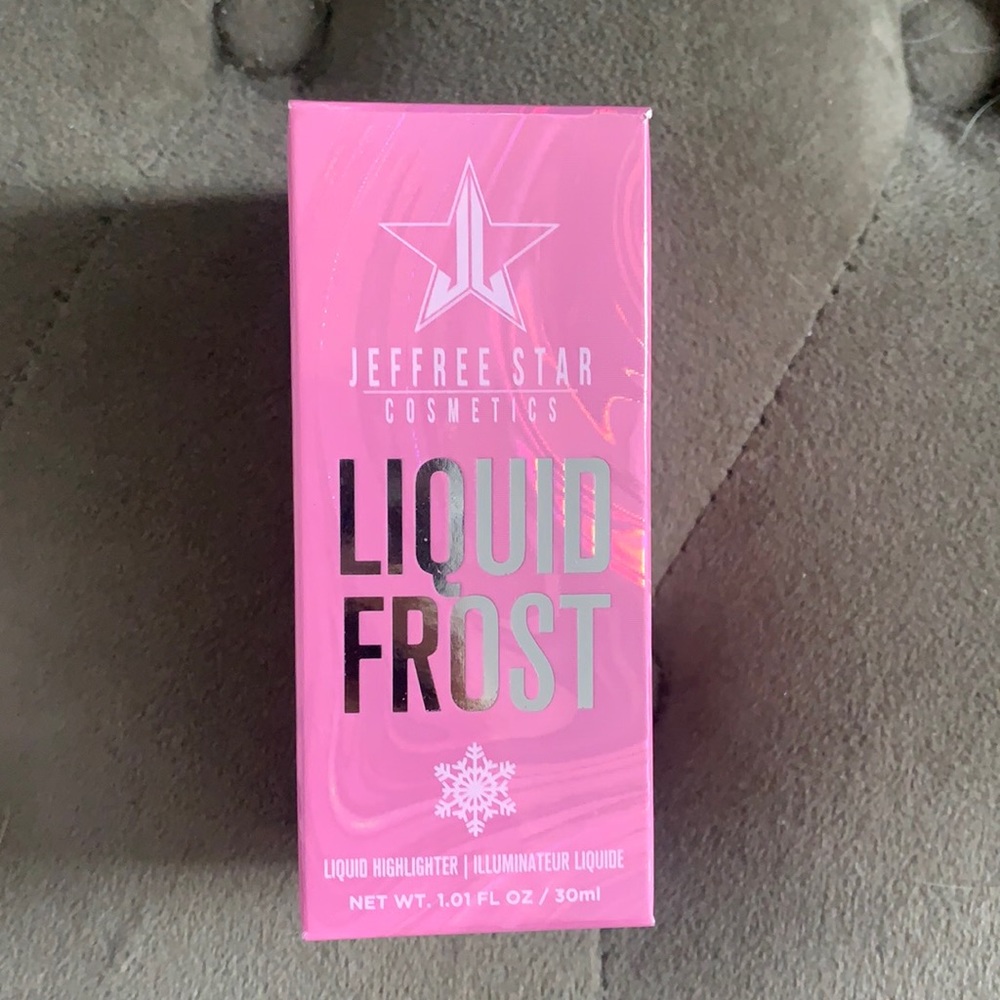 JEFFREE STAR
COSMETICS
LIQUID
FROST
LIQUID HIGHLIGHTER | ILLUMINATEUR LIQUIDE
NET WT. 1.01 FL OZ / 30ml